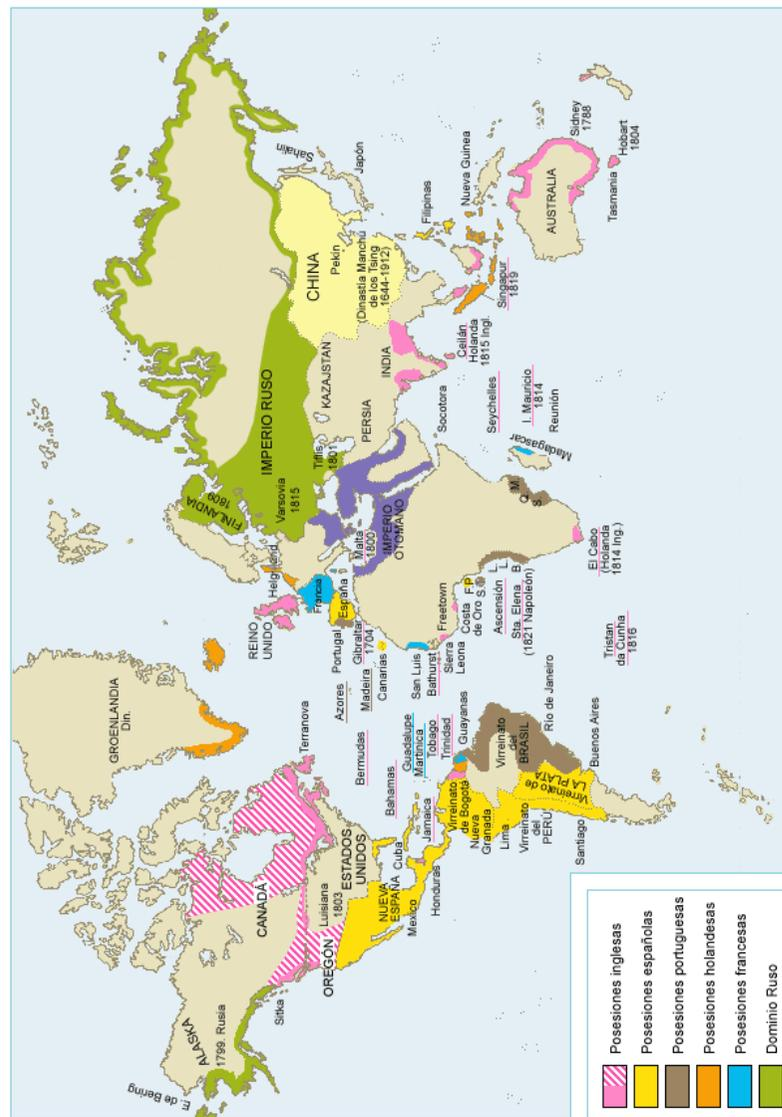 E. de Bering
ALASKA
1799. Rusia
Sitka
CANADÁ
OREGÓN
Luisiana
1803
ESTADOS
UNIDOS
NUEVA
ESPAÑA
Mexico
Honduras
Cuba
Jamaica
Terranova
Bermudas
Bahamas
Guadalupe
Martinica
Tobago
Trinidad
Guayanas
Virreinato
de Bogotá
Nueva
Granada
Lima
Virreinato
del
PERÚ
Santiago
Virreinato
del
BRASIL
Río de Janeiro
Virreinato de
LA PLATA
Buenos Aires
GROENLANDIA
Din.
REINO
UNIDO
Helgoland
Francia
España
Portugal
Gibraltar
1704
Azores
Madeira
Canarias
Malta
1800
San Luis
Bathurst
Sierra
Leona
Freetown
Costa
de Oro
F.P
S.
Ascensión
Sta. Elena
(1821 Napoleón)
L.
L.
B.
Tristan
da Cunha
1816
El Cabo
(Holanda
1814 Ing.)
M.
Q.
S.
Madagascar
IMPERIO
OTOMANO
FINLANDIA
1809
Varsovia
1815
IMPERIO RUSO
Tiflis
1801
KAZAJSTAN
PERSIA
INDIA
Socotora
Seychelles
I. Mauricio
1814
Reunión
Ceilán
Holanda
1815 Ingl.
CHINA
Pekin
(Dinastía Manchú
de los Tsing
1644-1912)
Sahalin
Japón
Filipinas
Nueva Guinea
Singapur
1819
AUSTRALIA
Sidney
1788
Tasmania
Hobart
1804
Posesiones inglesas
Posesiones españolas
Posesiones portuguesas
Posesiones holandesas
Posesiones francesas
Dominio Ruso